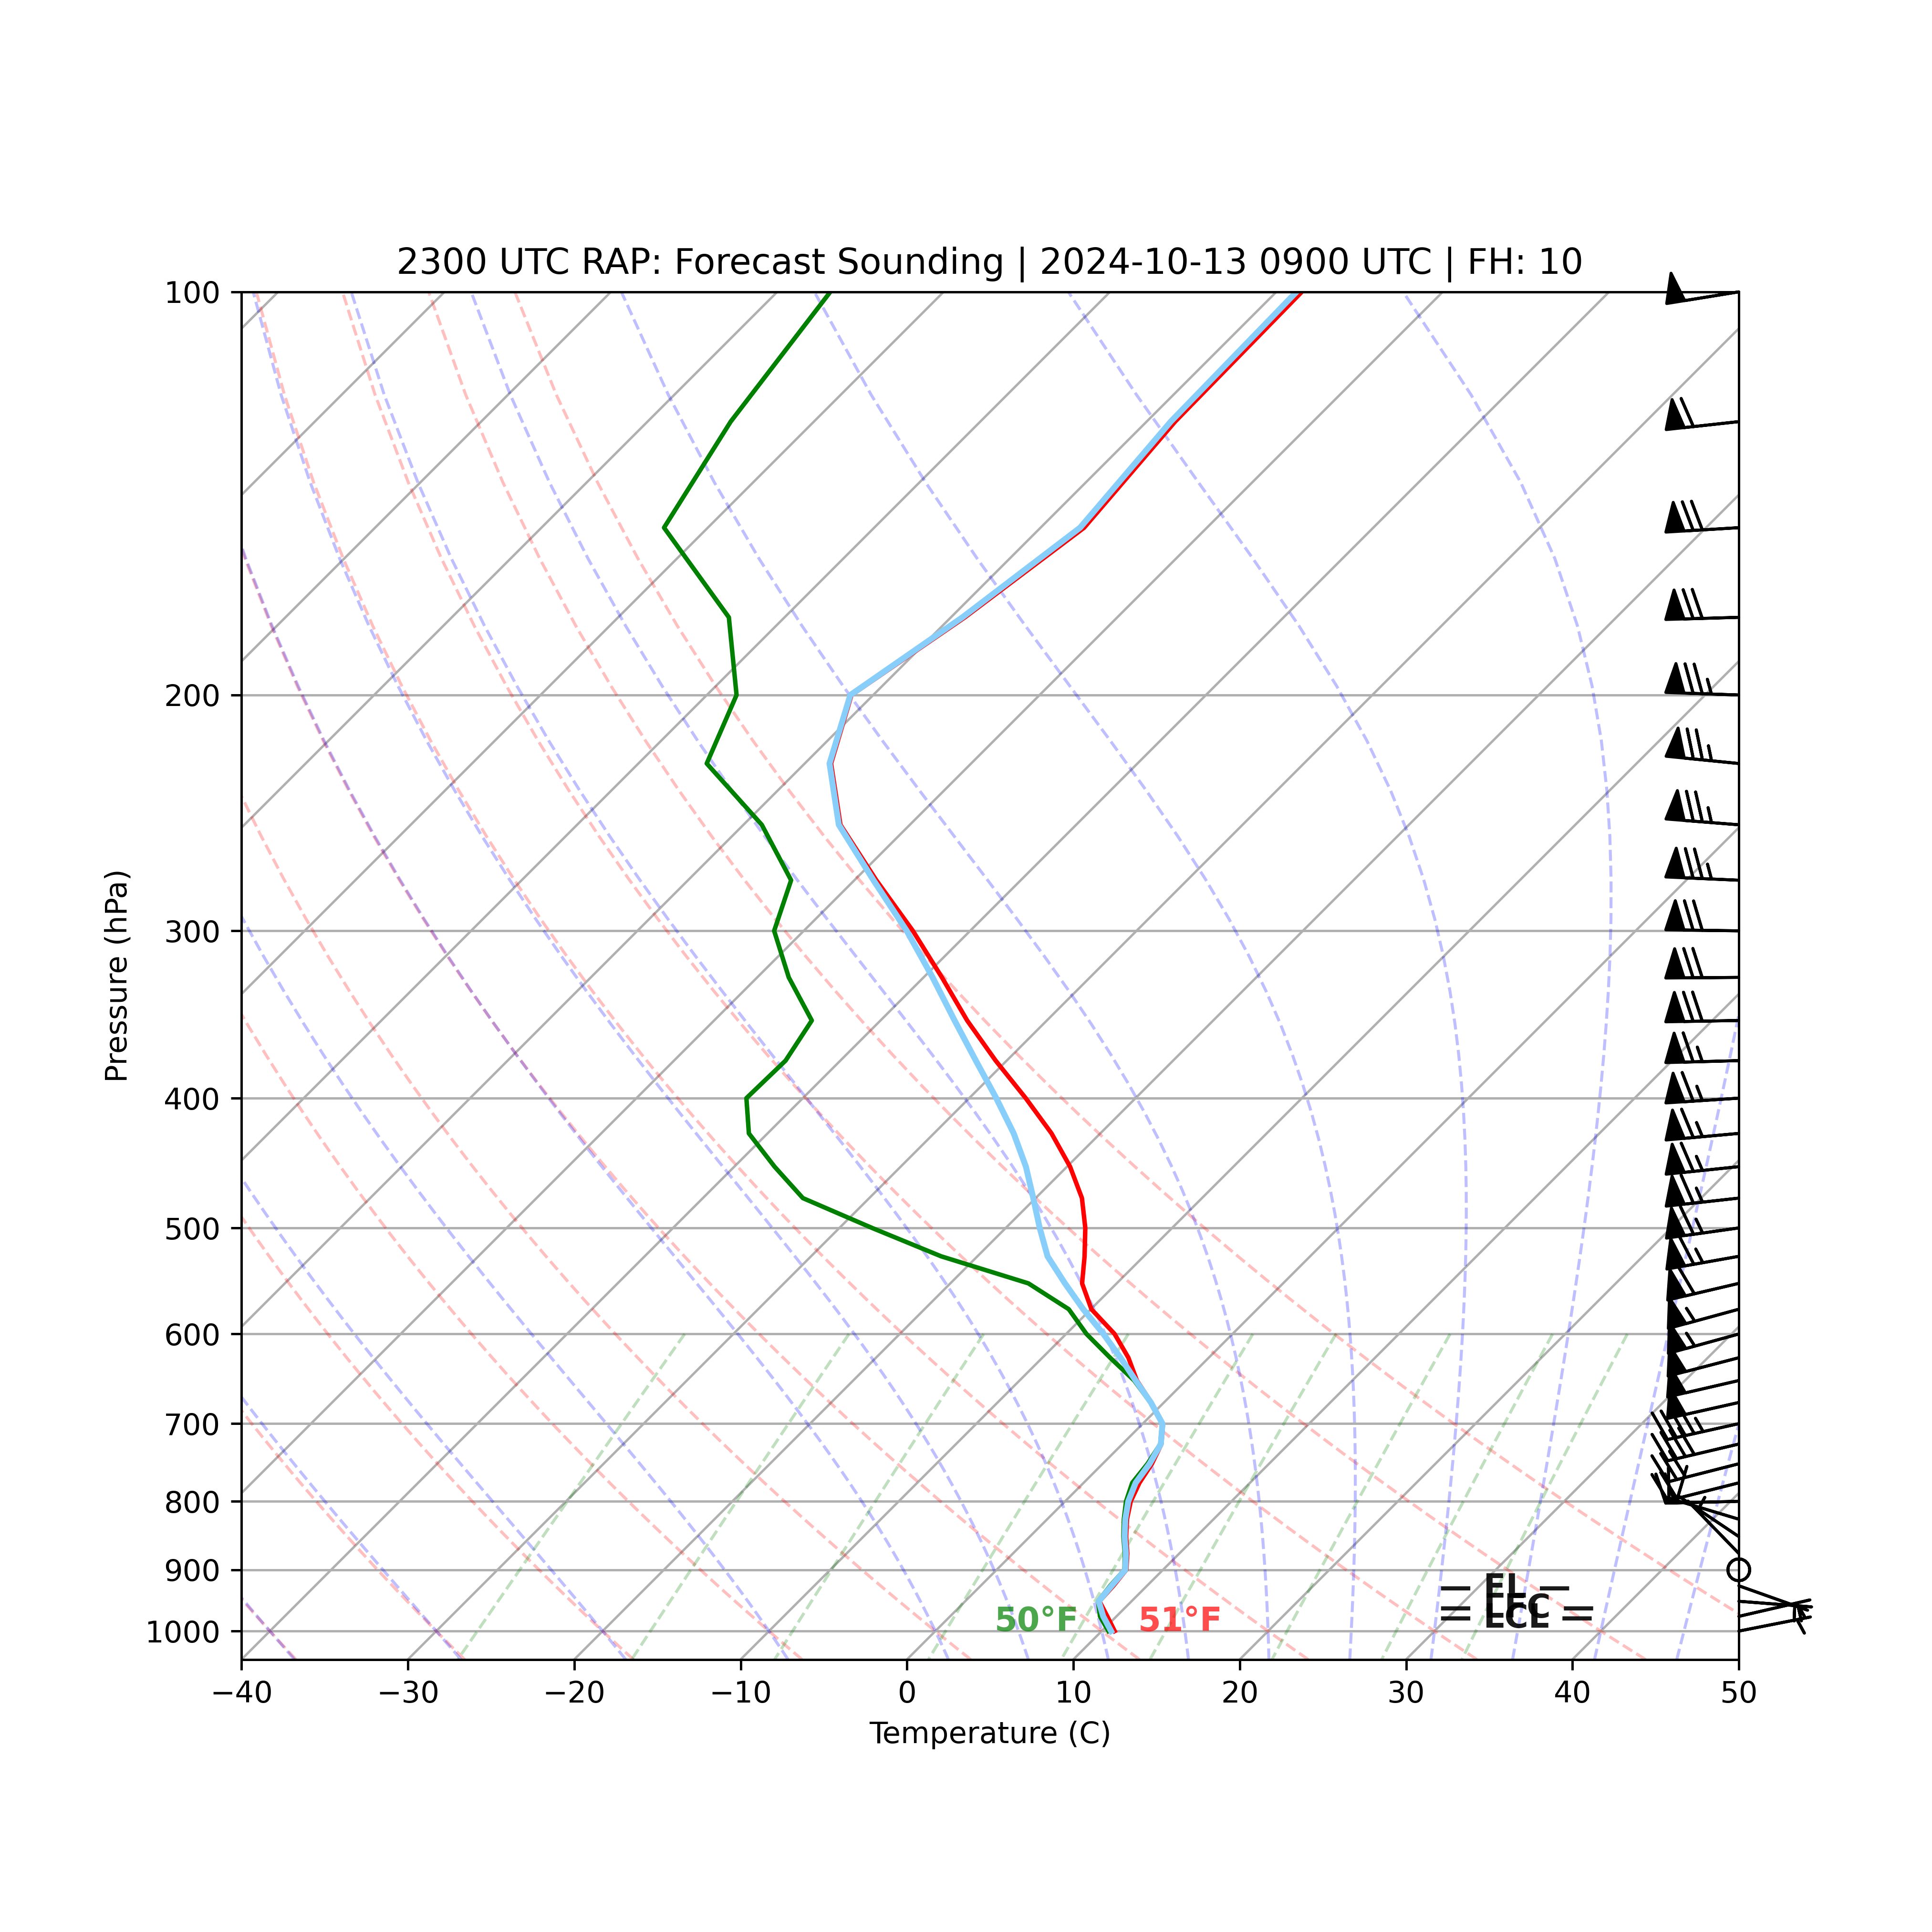 2300 UTC RAP: Forecast Sounding | 2024-10-13 0900 UTC | FH: 10
100
200
300
400
500
600
700
800
900
1000
Pressure (hPa)
— EL —
50°F 51°F
−40 −30 −20 −10 0 10 20 30 40 50
Temperature (C)